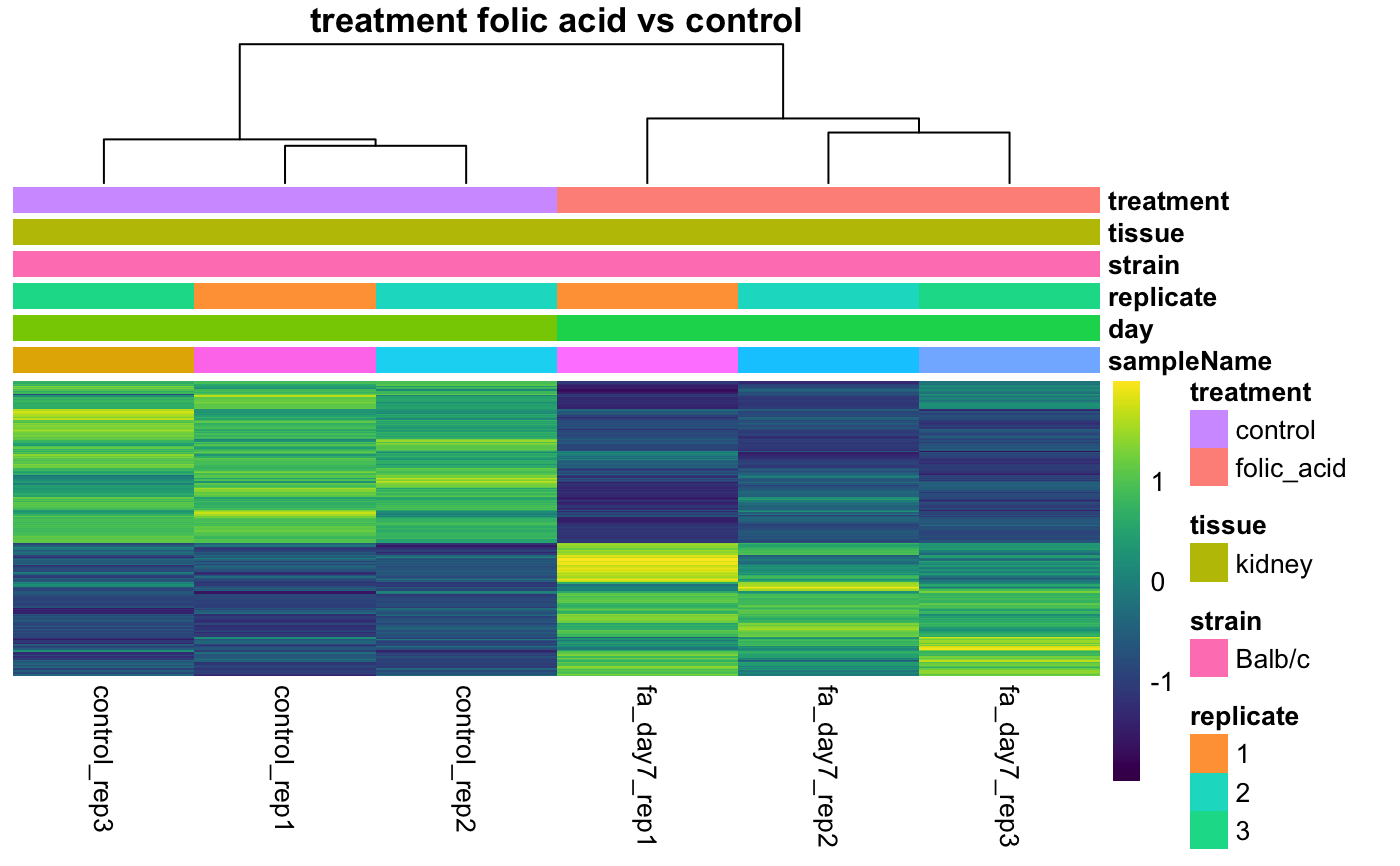 treatment folic acid vs control
treatment
tissue
strain
replicate
day
sampleName
1
0
-1
treatment
control
folic_acid
tissue
kidney
strain
Balb/c
replicate
1
2
3
control_rep3
control_rep1
control_rep2
fa_day7_rep1
fa_day7_rep2
fa_day7_rep3